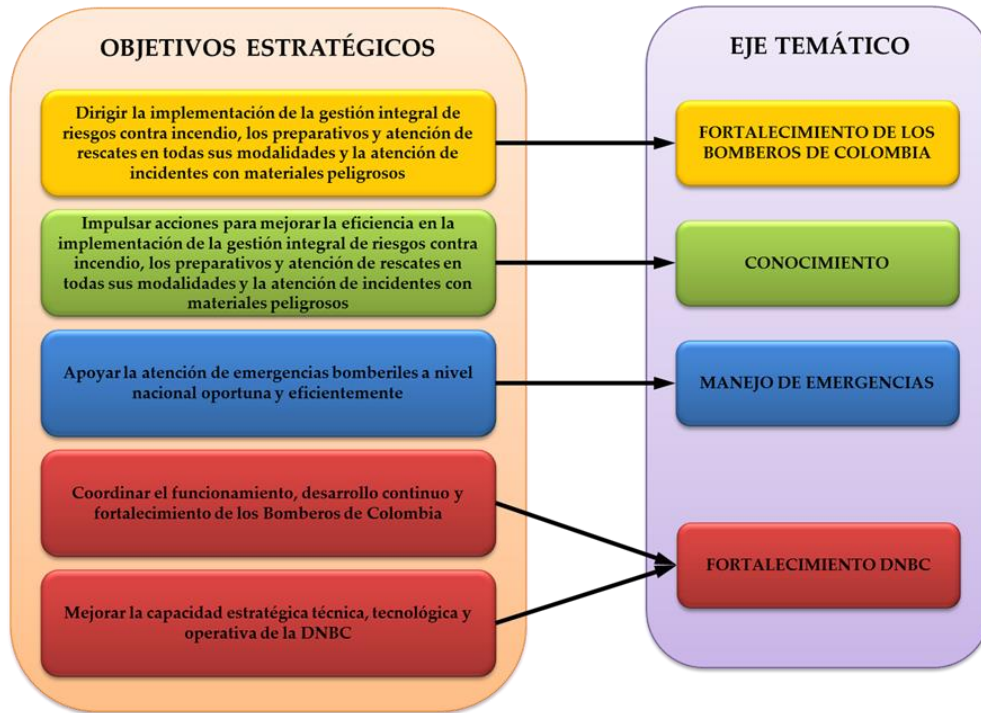 OBJETIVOS ESTRATÉGICOS
Dirigir la implementación de la gestión integral de
riesgos contra incendio, los preparativos y atención de
rescates en todas sus modalidades y la atención de
incidentes con materiales peligrosos
Impulsar acciones para mejorar la eficiencia en la
implementación de la gestión integral de riesgos contra
incendio, los preparativos y atención de rescates en
todas sus modalidades y la atención de incidentes con
materiales peligrosos
Apoyar la atención de emergencias bomberiles a nivel
nacional oportuna y eficientemente
Coordinar el funcionamiento, desarrollo continuo y
fortalecimiento de los Bomberos de Colombia
Mejorar la capacidad estratégica técnica, tecnológica y
operativa de la DNBC
EJE TEMÁTICO
FORTALECIMIENTO DE LOS
BOMBEROS DE COLOMBIA
CONOCIMIENTO
MANEJO DE EMERGENCIAS
FORTALECIMIENTO DNBC